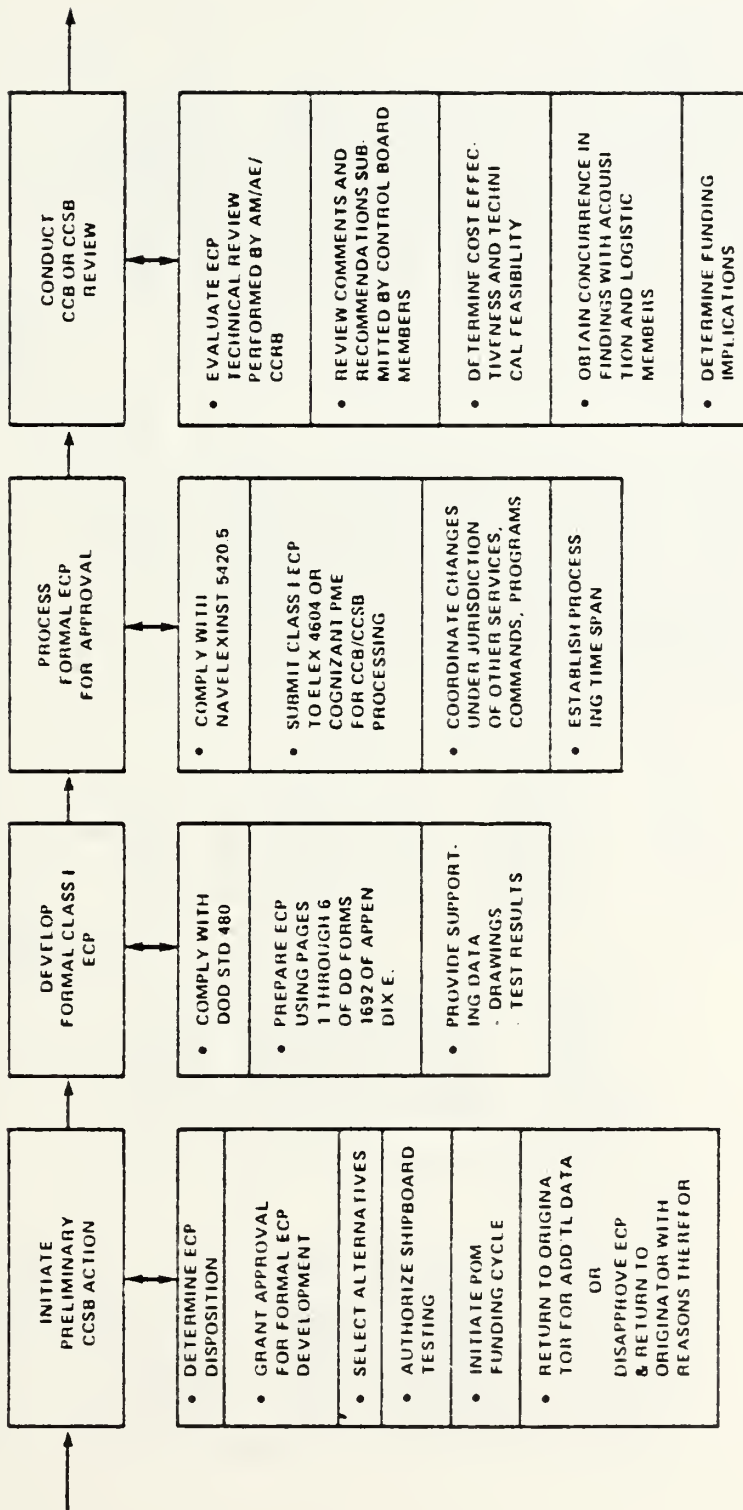 INITIATE
PRELIMINARY
CCSB ACTION
• DETERMINE ECP
DISPOSITION
• GRANT APPROVAL
FOR FORMAL ECP
DEVELOPMENT
• SELECT ALTERNATIVES
• AUTHORIZE SHIPBOARD
TESTING
• INITIATE POM
FUNDING CYCLE
• RETURN TO ORIGINA
TOR FOR ADD'TL DATA
OR
DISAPPROVE ECP
& RETURN TO
ORIGINATOR WITH
REASONS THEREFOR
DEVELOP
FORMAL CLASS I
ECP
• COMPLY WITH
DOD STD 480
• PREPARE ECP
USING PAGES
1 THROUGH 6
OF DD FORMS
1692 OF APPEN
DIX E.
• PROVIDE SUPPORT-
ING DATA
- DRAWINGS
- TEST RESULTS
PROCESS
FORMAL ECP
FOR APPROVAL
• COMPLY WITH
NAVELEXINST 5420.5
• SUBMIT CLASS I ECP
TO ELEX 4604 OR
COGNIZANT PME
FOR CCB/CCSB
PROCESSING
• COORDINATE CHANGES
UNDER JURISDICTION
OF OTHER SERVICES,
COMMANDS, PROGRAMS
• ESTABLISH PROCESS
ING TIME SPAN
CONDUCT
CCB OR CCSB
REVIEW
• EVALUATE ECP
TECHNICAL REVIEW
PERFORMED BY AM/AE/
CCRB
• REVIEW COMMENTS AND
RECOMMENDATIONS SUB-
MITTED BY CONTROL BOARD
MEMBERS
• DETERMINE COST EFFEC-
TIVENESS AND TECHNI
CAL FEASIBILITY
• OBTAIN CONCURRENCE IN
FINDINGS WITH ACQUISI
TION AND LOGISTIC
MEMBERS
• DETERMINE FUNDING
IMPLICATIONS